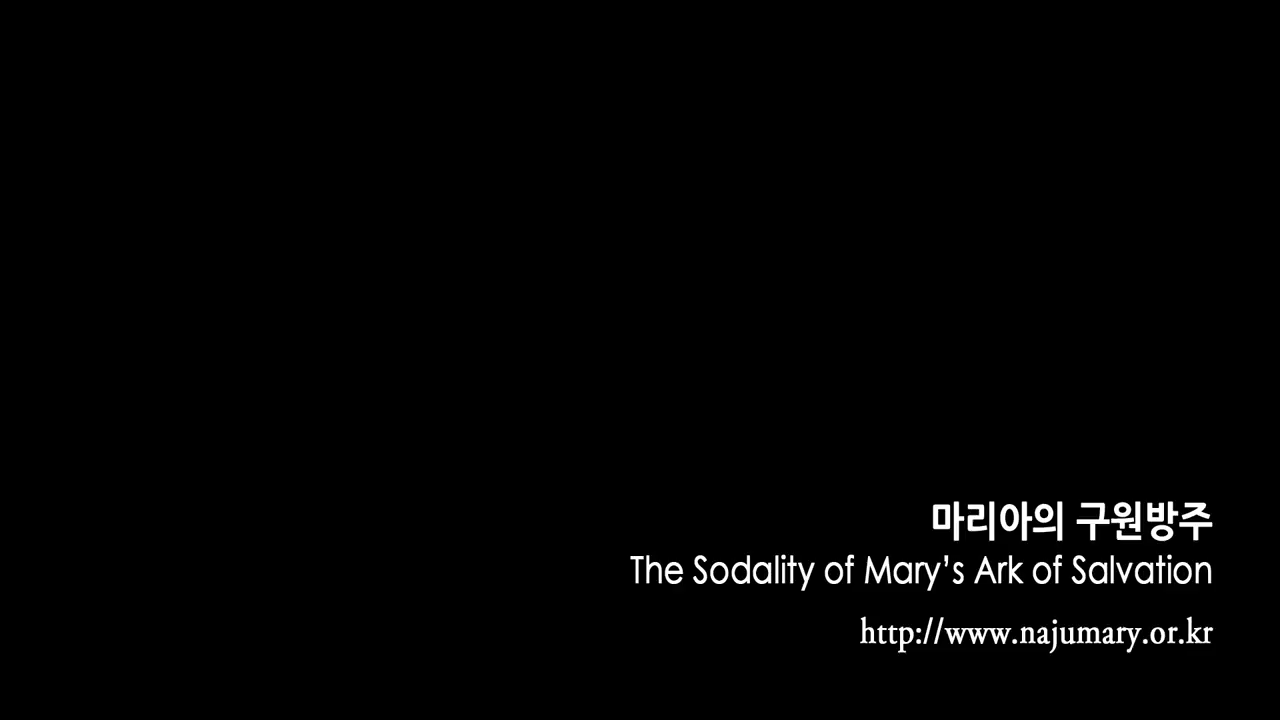 마리아의 구원방주
The Sodality of Mary’s Ark of Salvation
http://www.najumary.or.kr